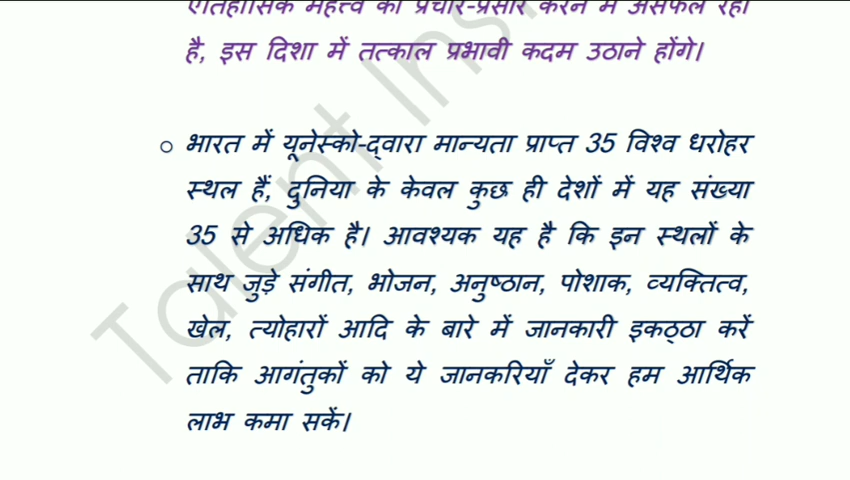 ऐतिहासिक महत्त्व का प्रचार-प्रसार करने में असफल रहा
है, इस दिशा में तत्काल प्रभावी कदम उठाने होंगे।
भारत में यूनेस्को-द्वारा मान्यता प्राप्त 35 विश्व धरोहर
स्थल हैं, दुनिया के केवल कुछ ही देशों में यह संख्या
35 से अधिक है। आवश्यक यह है कि इन स्थलों के
साथ जुड़े संगीत, भोजन, अनुष्ठान, पोशाक, व्यक्तित्व,
खेल, त्योहारों आदि के बारे में जानकारी इकठ्ठा करें
ताकि आगंतुकों को ये जानकरियाँ देकर हम आर्थिक
लाभ कमा सकें।
Talent Ins